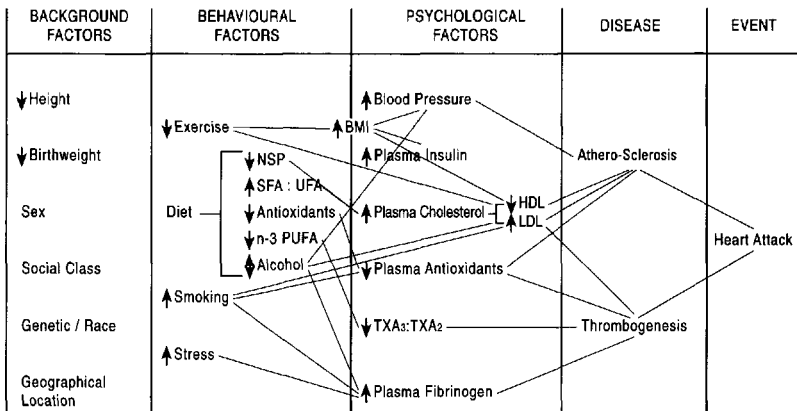 BACKGROUND
FACTORS
BEHAVIOURAL
FACTORS
PSYCHOLOGICAL
FACTORS
DISEASE
EVENT
Height
Birthweight
Sex
Social Class
Genetic / Race
Geographical
Location
Exercise
Diet
NSP
SFA : UFA
Antioxidants
n-3 PUFA
Alcohol
Smoking
Stress
Blood Pressure
BMI
Plasma Insulin
Plasma Cholesterol
HDL
LDL
Plasma Antioxidants
TXA₃:TXA₂
Plasma Fibrinogen
Athero-Sclerosis
Thrombogenesis
Heart Attack